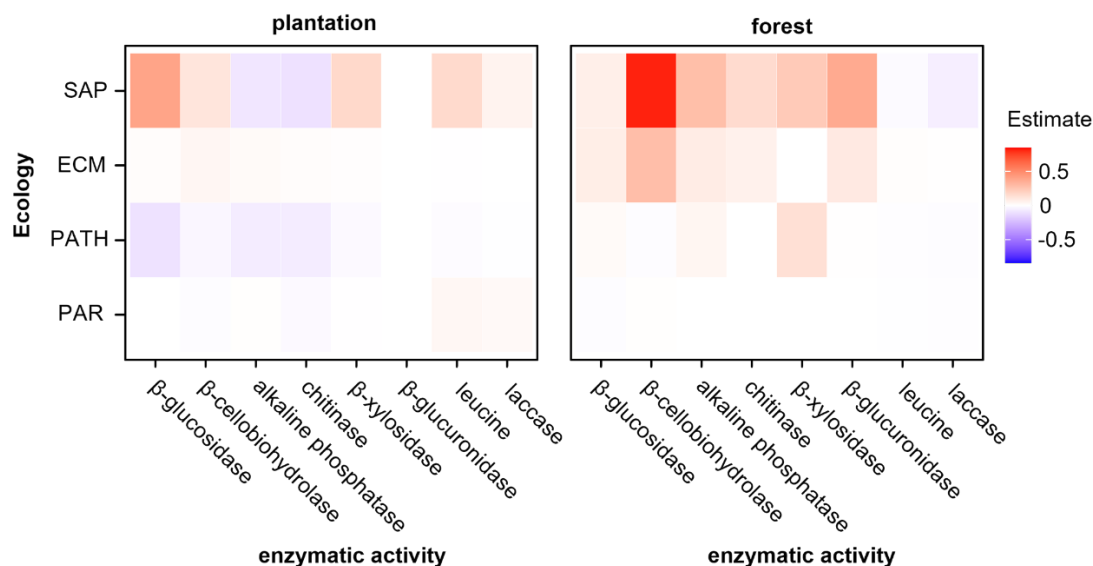 plantation
forest
Ecology
SAP
ECM
PATH
PAR
β-glucosidase
β-cellobiohydrolase
alkaline phosphatase
chitinase
β-xylosidase
β-glucuronidase
leucine
laccase
enzymatic activity
β-glucosidase
β-cellobiohydrolase
alkaline phosphatase
chitinase
β-xylosidase
β-glucuronidase
leucine
laccase
enzymatic activity
Estimate
0.5
0
-0.5